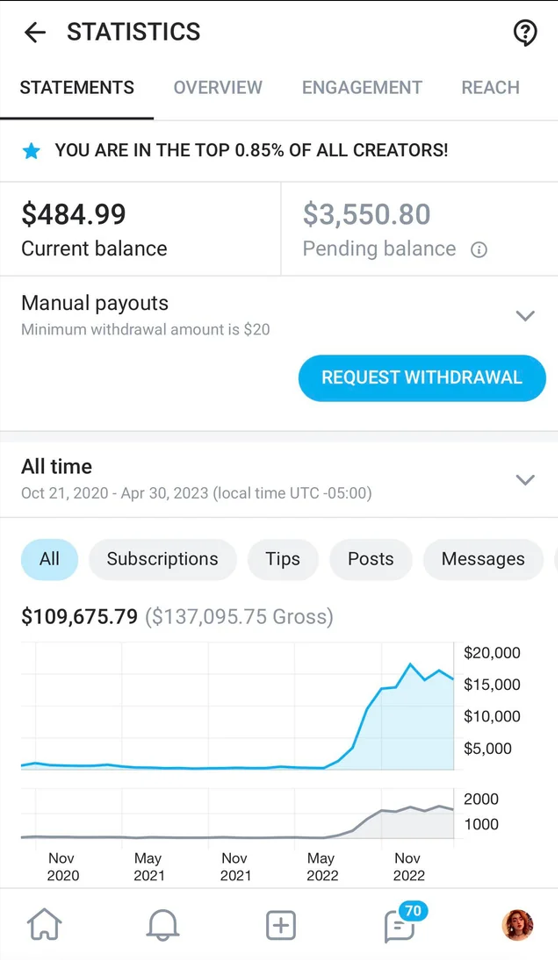 STATISTICS
STATEMENTS OVERVIEW ENGAGEMENT REACH
YOU ARE IN THE TOP 0.85% OF ALL CREATORS!
$484.99 $3,550.80
Current balance Pending balance
Manual payouts
Minimum withdrawal amount is $20
REQUEST WITHDRAWAL
All time
Oct 21, 2020 - Apr 30, 2023 (local time UTC -05:00)
All Subscriptions Tips Posts Messages
$109,675.79 ($137,095.75 Gross)
$20,000
$15,000
$10,000
$5,000
2000
1000
Nov May Nov May Nov
2020 2021 2021 2022 2022
70